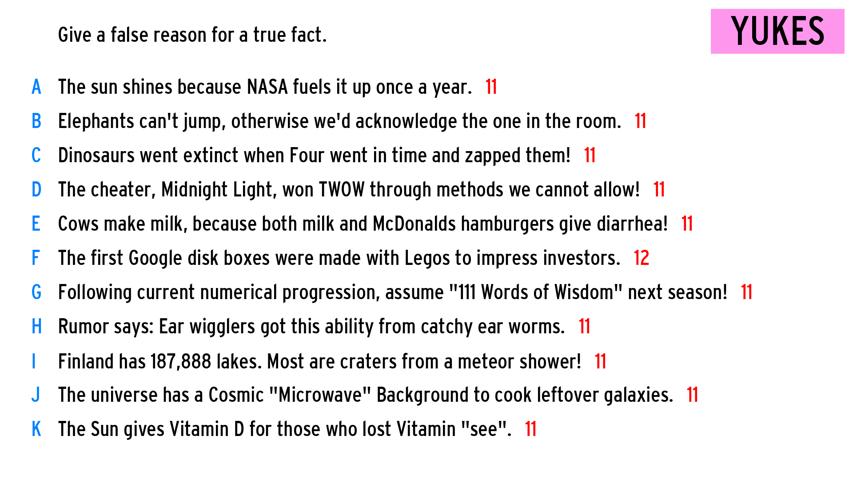 Give a false reason for a true fact.
YUKES
A The sun shines because NASA fuels it up once a year. 11
B Elephants can't jump, otherwise we'd acknowledge the one in the room. 11
C Dinosaurs went extinct when Four went in time and zapped them! 11
D The cheater, Midnight Light, won TWOW through methods we cannot allow! 11
E Cows make milk, because both milk and McDonalds hamburgers give diarrhea! 11
F The first Google disk boxes were made with Legos to impress investors. 12
G Following current numerical progression, assume "111 Words of Wisdom" next season! 11
H Rumor says: Ear wigglers got this ability from catchy ear worms. 11
I Finland has 187,888 lakes. Most are craters from a meteor shower! 11
J The universe has a Cosmic "Microwave" Background to cook leftover galaxies. 11
K The Sun gives Vitamin D for those who lost Vitamin "see". 11